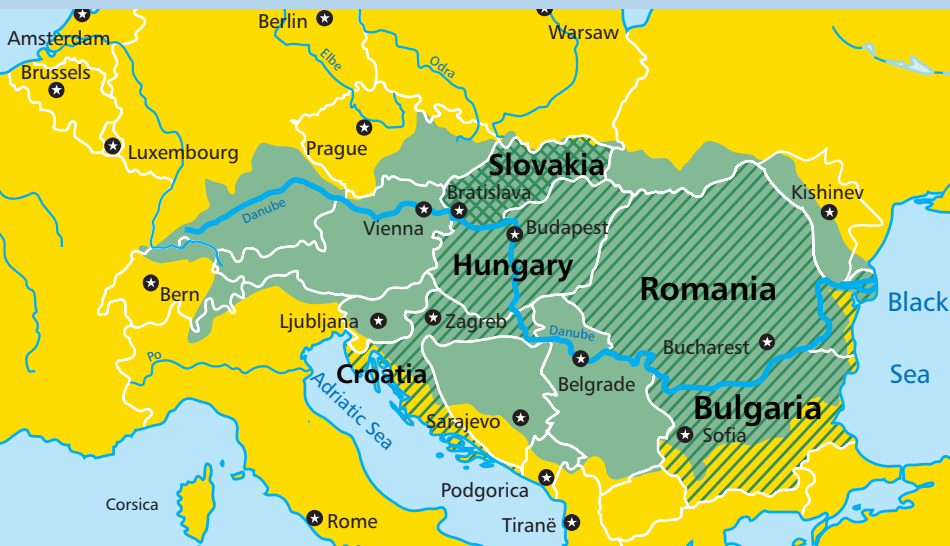 Berlin
Warsaw
Amsterdam
Elbe
Odra
Brussels
Prague
Luxembourg
Slovakia
Bratislava
Kishinev
Danube
Vienna
Budapest
Hungary
Romania
Bern
Black
Ljubljana
Zagreb
Danube
Bucharest
Po
Croatia
Belgrade
Sea
Adriatic Sea
Bulgaria
Sarajevo
Sofia
Podgorica
Corsica
Rome
Tiranë